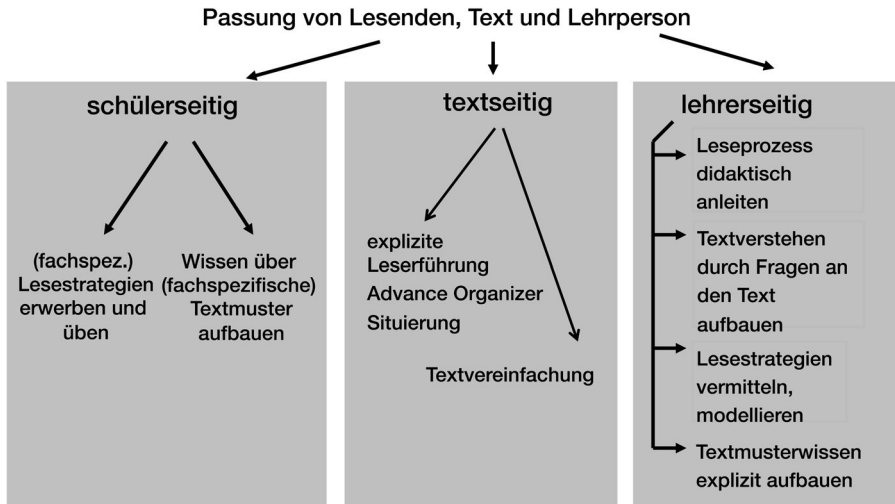 Passung von Lesenden, Text und Lehrperson
schülerseitig
(fachspez.)
Lesestrategien
erwerben und
üben
Wissen über
(fachspezifische)
Textmuster
aufbauen
textseitig
explizite
Leserführung
Advance Organizer
Situierung
Textvereinfachung
lehrerseitig
Leseprozess
didaktisch
anleiten
Textverstehen
durch Fragen an
den Text
aufbauen
Lesestrategien
vermitteln,
modellieren
Textmusterwissen
explizit aufbauen